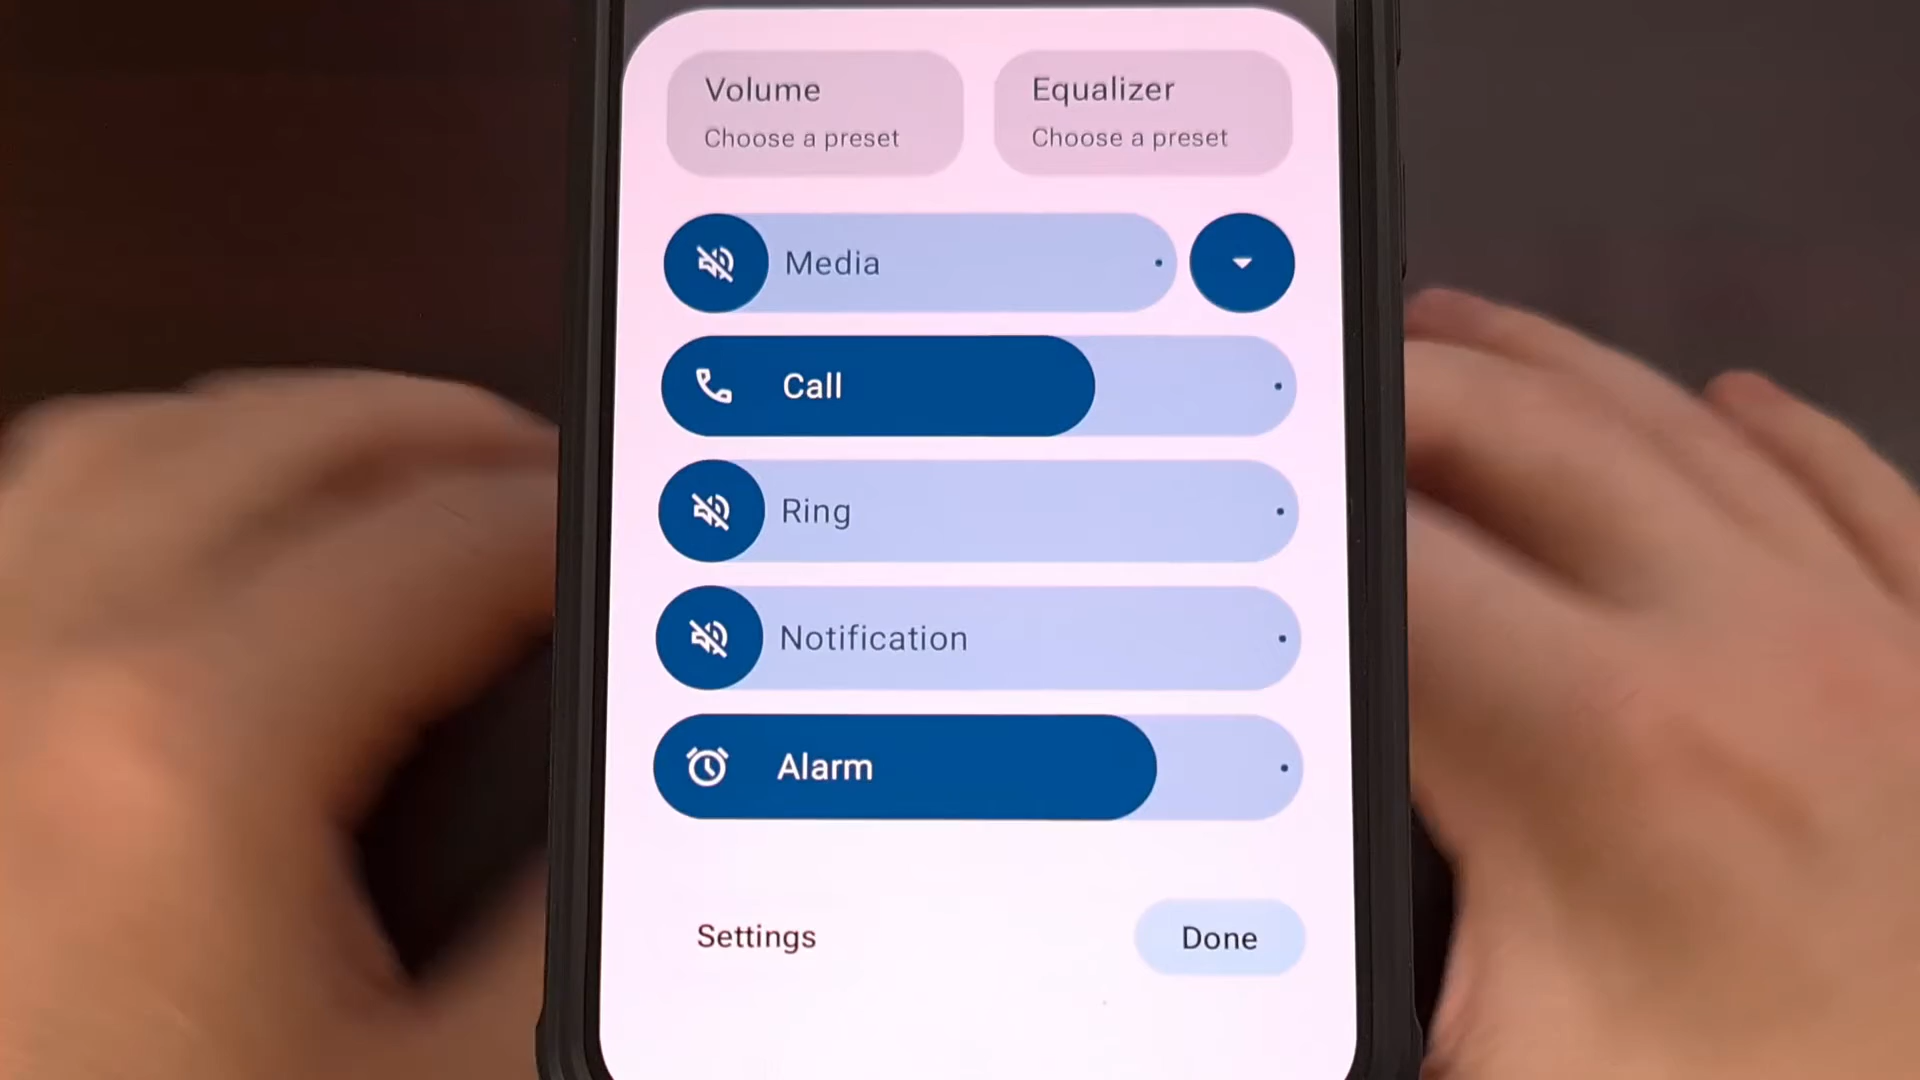 Volume
Choose a preset
Equalizer
Choose a preset
Media
Call
Ring
Notification
Alarm
Settings
Done